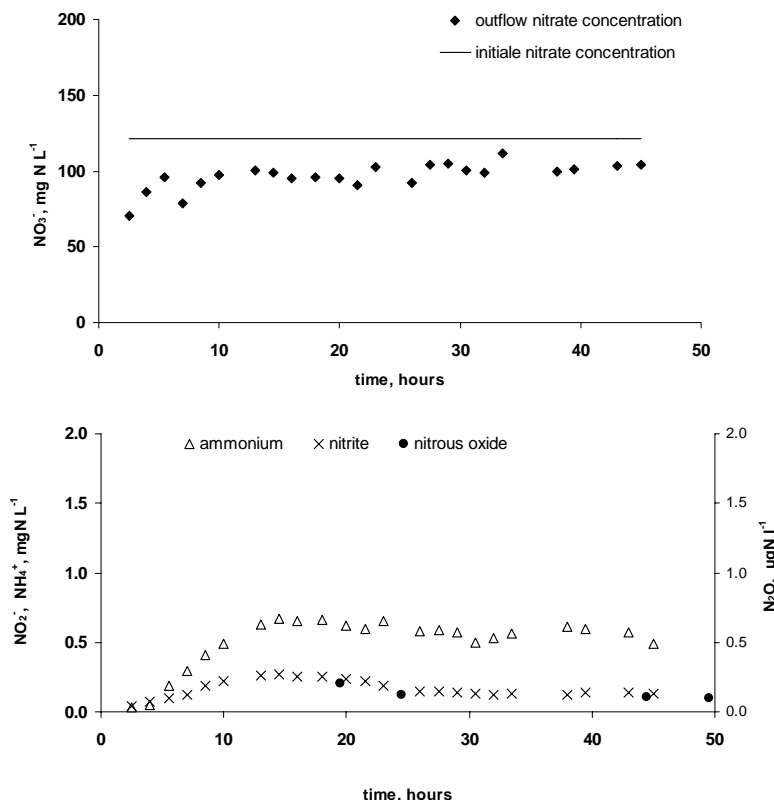 200
150
100
50
0
NO₃⁻, mg N L⁻¹
◆ outflow nitrate concentration
initiale nitrate concentration
0 10 20 30 40 50
time, hours
2.0
1.5
1.0
0.5
0.0
NO₂⁻, NH₄⁺, mgN L⁻¹
△ ammonium × nitrite ● nitrous oxide
2.0
1.5
1.0
0.5
0.0
N₂O, µgN l⁻¹
0 10 20 30 40 50
time, hours